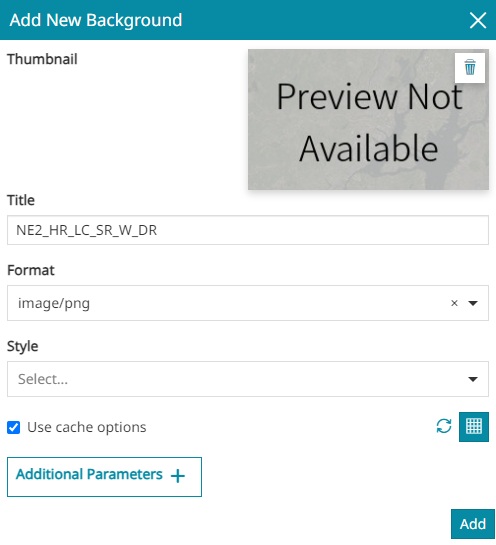 Add New Background
Thumbnail
Preview Not
Available
Title
NE2_HR_LC_SR_W_DR
Format
image/png
Style
Select...
Use cache options
Additional Parameters
Add